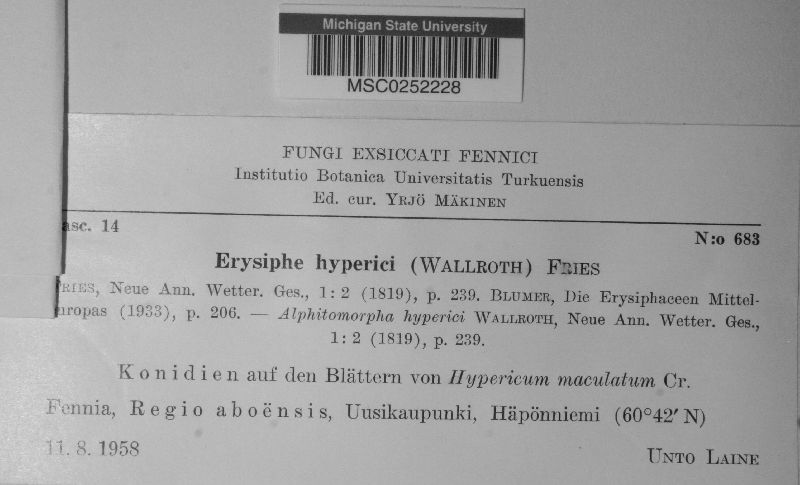 Michigan State University
MSC0252228
FUNGI EXSICCATI FENNICI
Institutio Botanica Universitatis Turkuensis
Ed. cur. YRJÖ MÄKINEN
asc. 14
N:o 683
Erysiphe hyperici (WALLROTH) FRIES
FRIES, Neue Ann. Wetter. Ges., 1: 2 (1819), p. 239. BLUMER, Die Erysiphaceen Mittel-
europas (1933), p. 206. — Alphitomorpha hyperici WALLROTH, Neue Ann. Wetter. Ges.,
1: 2 (1819), p. 239.
Konidien auf den Blättern von Hypericum maculatum Cr.
Fennia, Regio aboënsis, Uusikaupunki, Häpönniemi (60°42′ N)
11. 8. 1958
UNTO LAINE